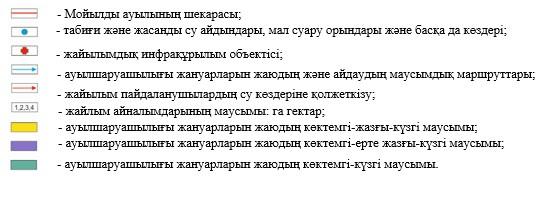 - Мойылды ауылының шекарасы;
- табиғи және жасанды су айдындары, мал суару орындары және басқа да көздері;
- жайылымдық инфрақұрылым объектісі;
- ауылшаруашылығы жануарларын жаюдың және айдаудың маусымдық маршруттары;
- жайылым пайдаланушылардың су көздеріне қолжеткізу;
1,2,3,4 - жайлым айналымдарының маусымы: га гектар;
- ауылшаруашылығы жануарларын жаюдың көктемгі-жазғы-күзгі маусымы;
- ауылшаруашылығы жануарларын жаюдың көктемгі-ерте жазғы-күзгі маусымы;
- ауылшаруашылығы жануарларын жаюдың көктемгі-күзгі маусымы.